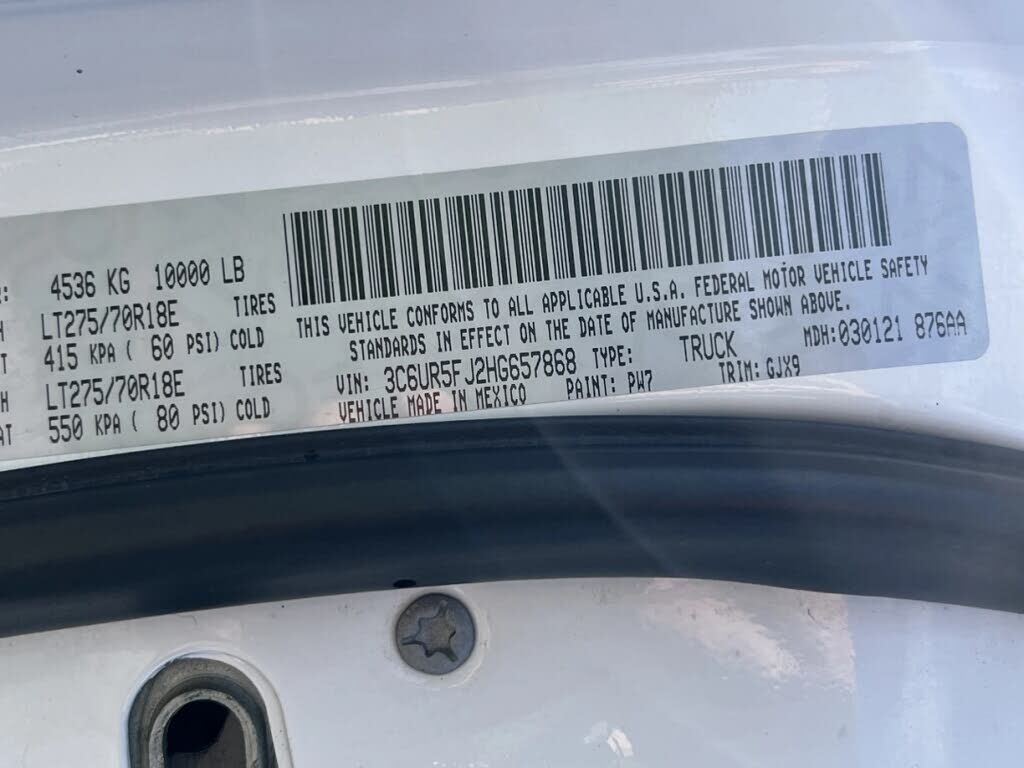 4536 KG 10000 LB
LT275/70R18E TIRES
415 KPA ( 60 PSI) COLD
LT275/70R18E TIRES
550 KPA ( 80 PSI) COLD
THIS VEHICLE CONFORMS TO ALL APPLICABLE U.S.A. FEDERAL MOTOR VEHICLE SAFETY
STANDARDS IN EFFECT ON THE DATE OF MANUFACTURE SHOWN ABOVE.
VIN: 3C6UR5FJ2HG657868 TYPE: TRUCK MDH:030121 876AA
VEHICLE MADE IN MEXICO PAINT: PW7 TRIM: GJX9